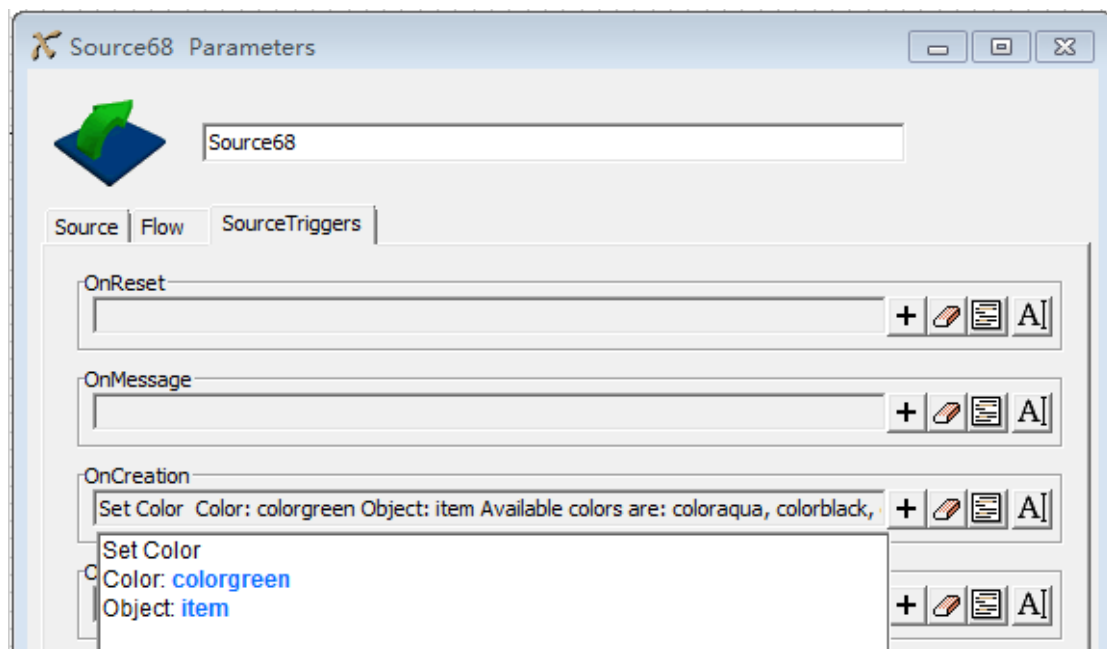 Source68 Parameters
Source68
Source Flow SourceTriggers
OnReset
A
OnMessage
A
OnCreation
Set Color Color: colorgreen Object: item Available colors are: coloraqua, colorblack,
A
Set Color
Color: colorgreen
Object: item
A